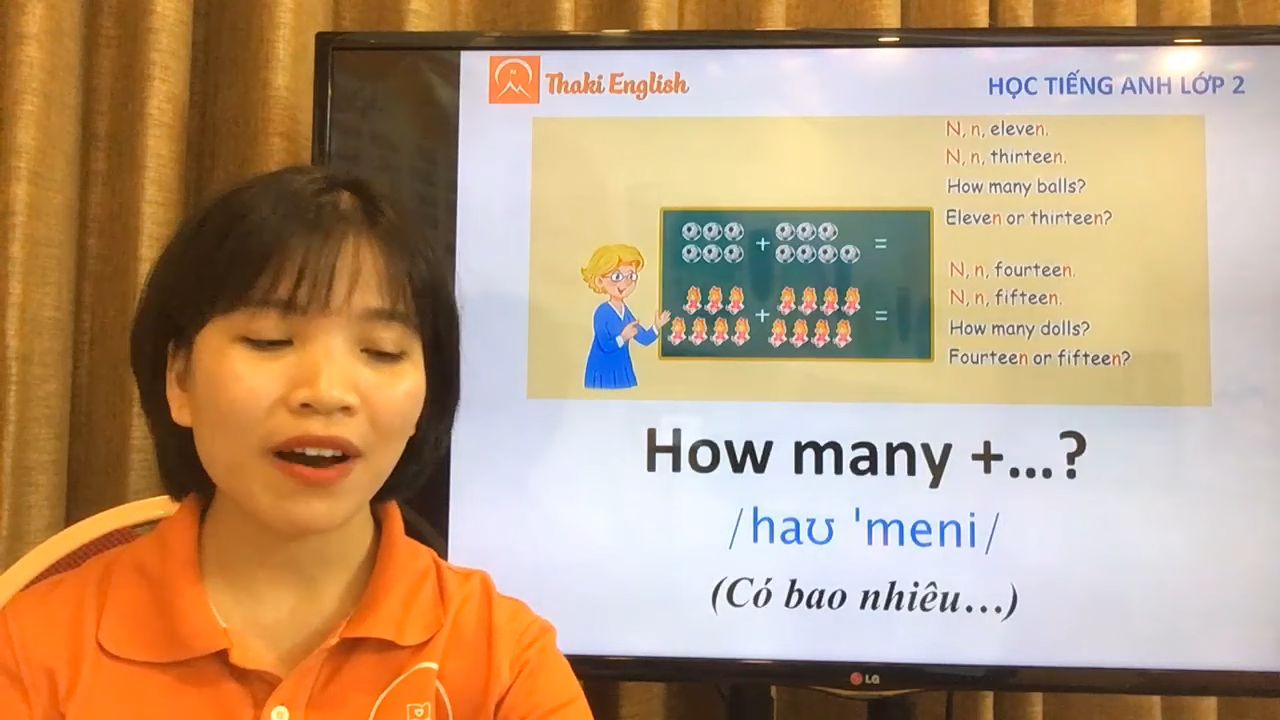 Thaki English
HỌC TIẾNG ANH LỚP 2
N, n, eleven.
N, n, thirteen.
How many balls?
Eleven or thirteen?
N, n, fourteen.
N, n, fifteen.
How many dolls?
Fourteen or fifteen?
+ =
+ =
How many +...?
/haʊ ˈmeni/
(Có bao nhiêu...)
LG